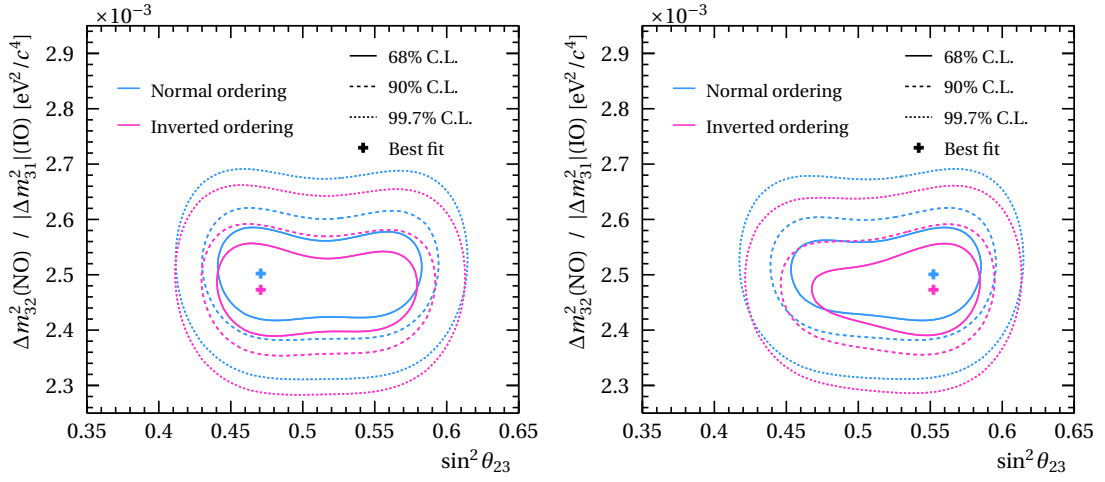 ×10⁻³
Δm²₃₂(NO) / |Δm²₃₁|(IO) [eV²/c⁴]
2.9
2.8
2.7
2.6
2.5
2.4
2.3
0.35 0.4 0.45 0.5 0.55 0.6 0.65
sin²θ₂₃
Normal ordering
Inverted ordering
68% C.L.
90% C.L.
99.7% C.L.
Best fit
×10⁻³
Δm²₃₂(NO) / |Δm²₃₁|(IO) [eV²/c⁴]
2.9
2.8
2.7
2.6
2.5
2.4
2.3
0.35 0.4 0.45 0.5 0.55 0.6 0.65
sin²θ₂₃
Normal ordering
Inverted ordering
68% C.L.
90% C.L.
99.7% C.L.
Best fit